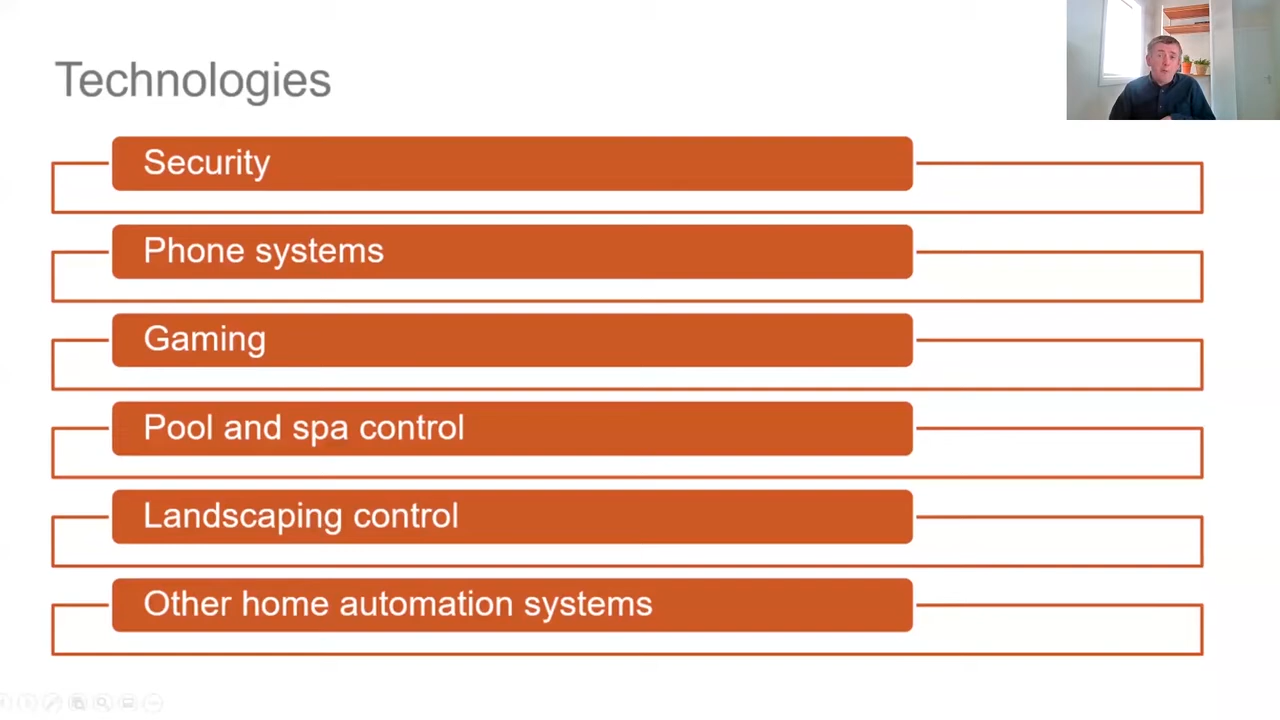 Technologies
Security
Phone systems
Gaming
Pool and spa control
Landscaping control
Other home automation systems